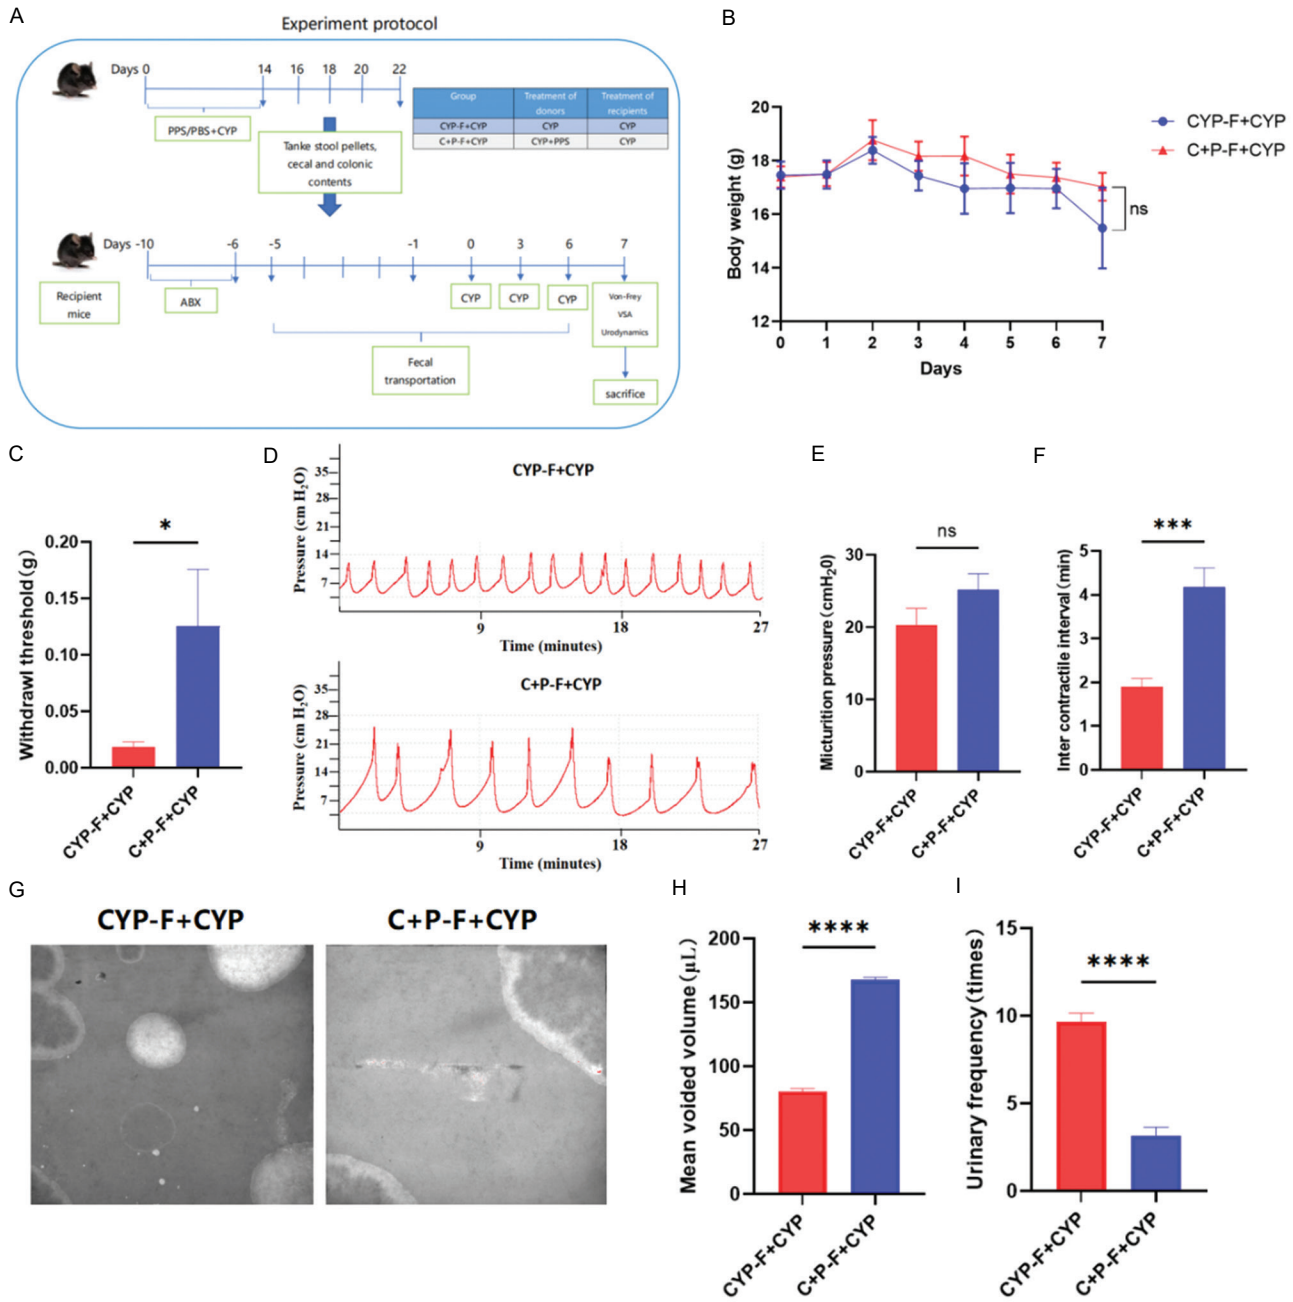 A
Experiment protocol
Days 0 14 16 18 20 22
PPS/PBS+CYP
Tanke stool pellets,
cecal and colonic
contents
Group Treatment of donors Treatment of recipients
CYP-F+CYP CYP CYP
C+P-F+CYP CYP+PPS CYP
Days -10 -6 -5 -1 0 3 6 7
Recipient
mice
ABX
CYP CYP CYP
Von-Frey
VSA
Urodynamics
Fecal
transportation
sacrifice
B
Body weight (g)
20
18
16
14
12
0 1 2 3 4 5 6 7
Days
CYP-F+CYP
C+P-F+CYP
ns
C
Withdrawl threshold (g)
0.20
0.15
0.10
0.05
0.00
*
CYP-F+CYP
C+P-F+CYP
D
CYP-F+CYP
Pressure (cm H₂O)
35
28
21
14
7
9 18 27
Time (minutes)
C+P-F+CYP
Pressure (cm H₂O)
35
28
21
14
7
9 18 27
Time (minutes)
E
Micturition pressure (cmH20)
30
20
10
0
ns
CYP-F+CYP
C+P-F+CYP
F
Inter contractile interval (min)
5
4
3
2
1
0
***
CYP-F+CYP
C+P-F+CYP
G
CYP-F+CYP
C+P-F+CYP
H
Mean voided volume (μL)
200
150
100
50
0
****
CYP-F+CYP
C+P-F+CYP
I
Urinary frequency (times)
15
10
5
0
****
CYP-F+CYP
C+P-F+CYP